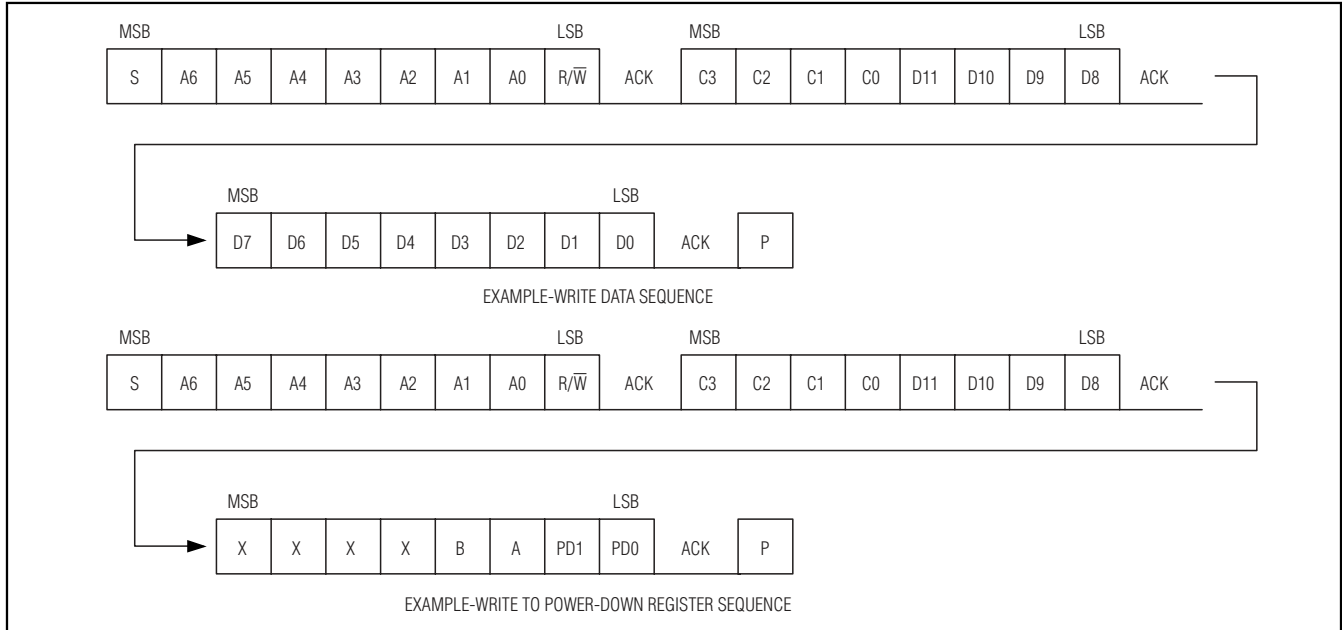 MSB LSB MSB LSB
S A6 A5 A4 A3 A2 A1 A0 R/W̅ ACK C3 C2 C1 C0 D11 D10 D9 D8 ACK
MSB LSB
D7 D6 D5 D4 D3 D2 D1 D0 ACK P
EXAMPLE-WRITE DATA SEQUENCE
MSB LSB MSB LSB
S A6 A5 A4 A3 A2 A1 A0 R/W̅ ACK C3 C2 C1 C0 D11 D10 D9 D8 ACK
MSB LSB
X X X X B A PD1 PD0 ACK P
EXAMPLE-WRITE TO POWER-DOWN REGISTER SEQUENCE